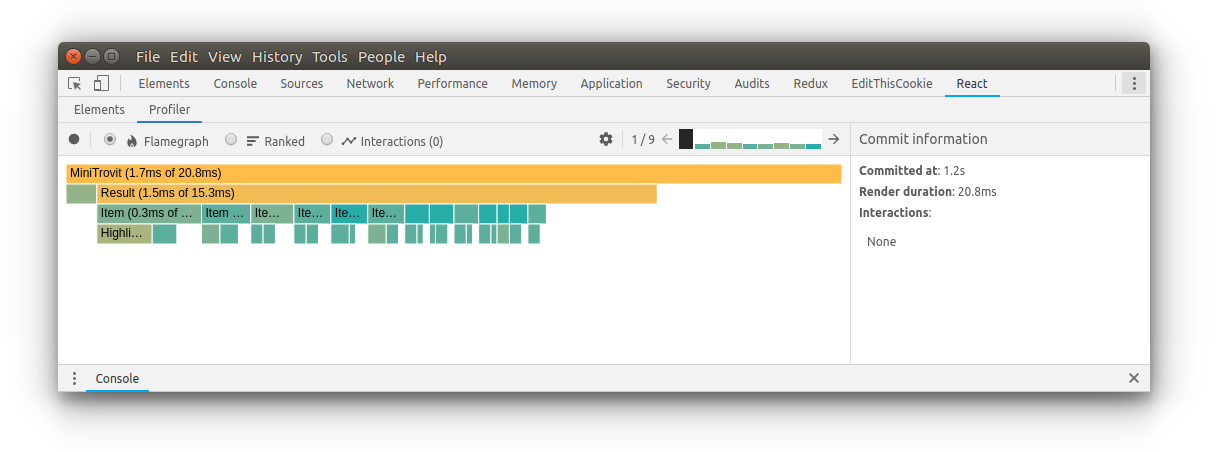 File Edit View History Tools People Help
Elements Console Sources Network Performance Memory Application Security Audits Redux EditThisCookie React
Elements Profiler
Flamegraph Ranked Interactions (0) 1 / 9 Commit information
MiniTrovit (1.7ms of 20.8ms) Committed at: 1.2s
Result (1.5ms of 15.3ms) Render duration: 20.8ms
Item (0.3ms of ... Item ... Ite... Ite... Ite... Ite... Interactions:
Highli...
None
Console